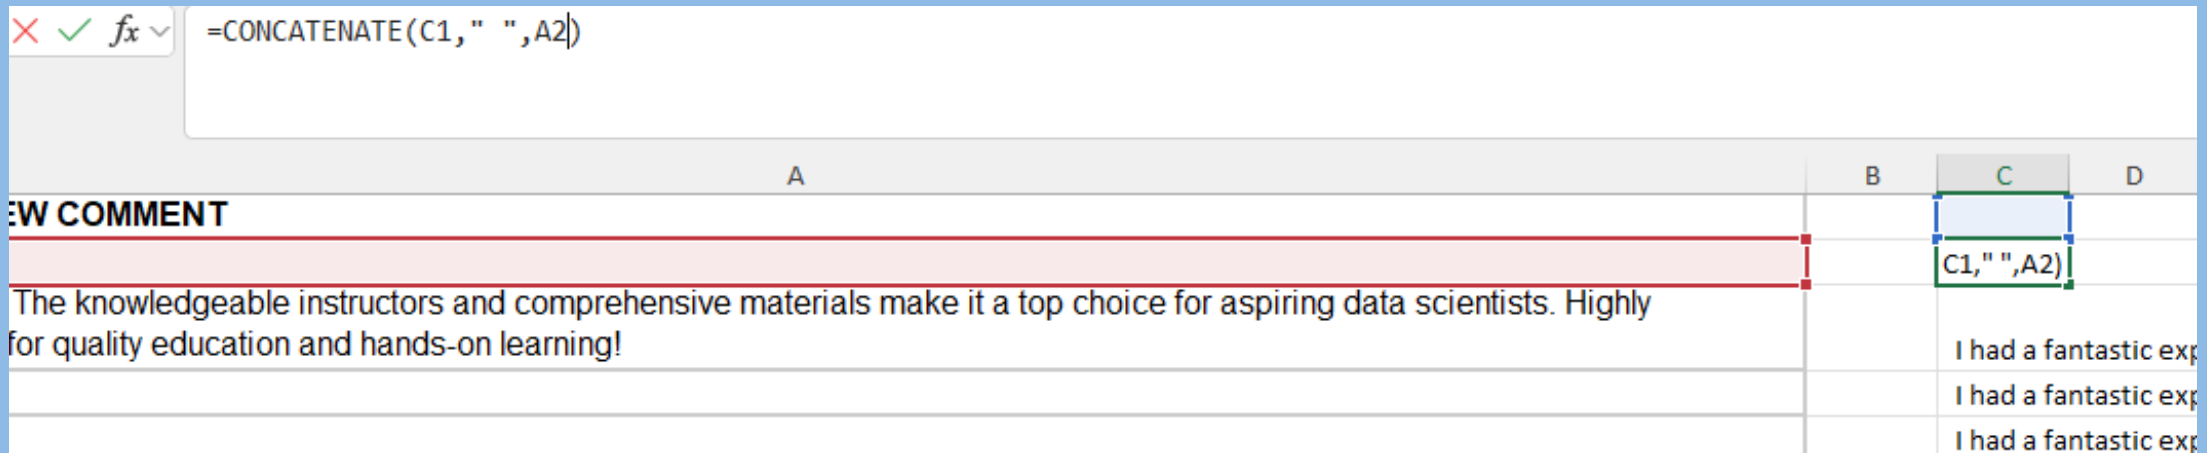 fx
=CONCATENATE(C1," ",A2)
A B C D
EW COMMENT
C1," ",A2)
The knowledgeable instructors and comprehensive materials make it a top choice for aspiring data scientists. Highly
for quality education and hands-on learning!
I had a fantastic exp
I had a fantastic exp
I had a fantastic exp